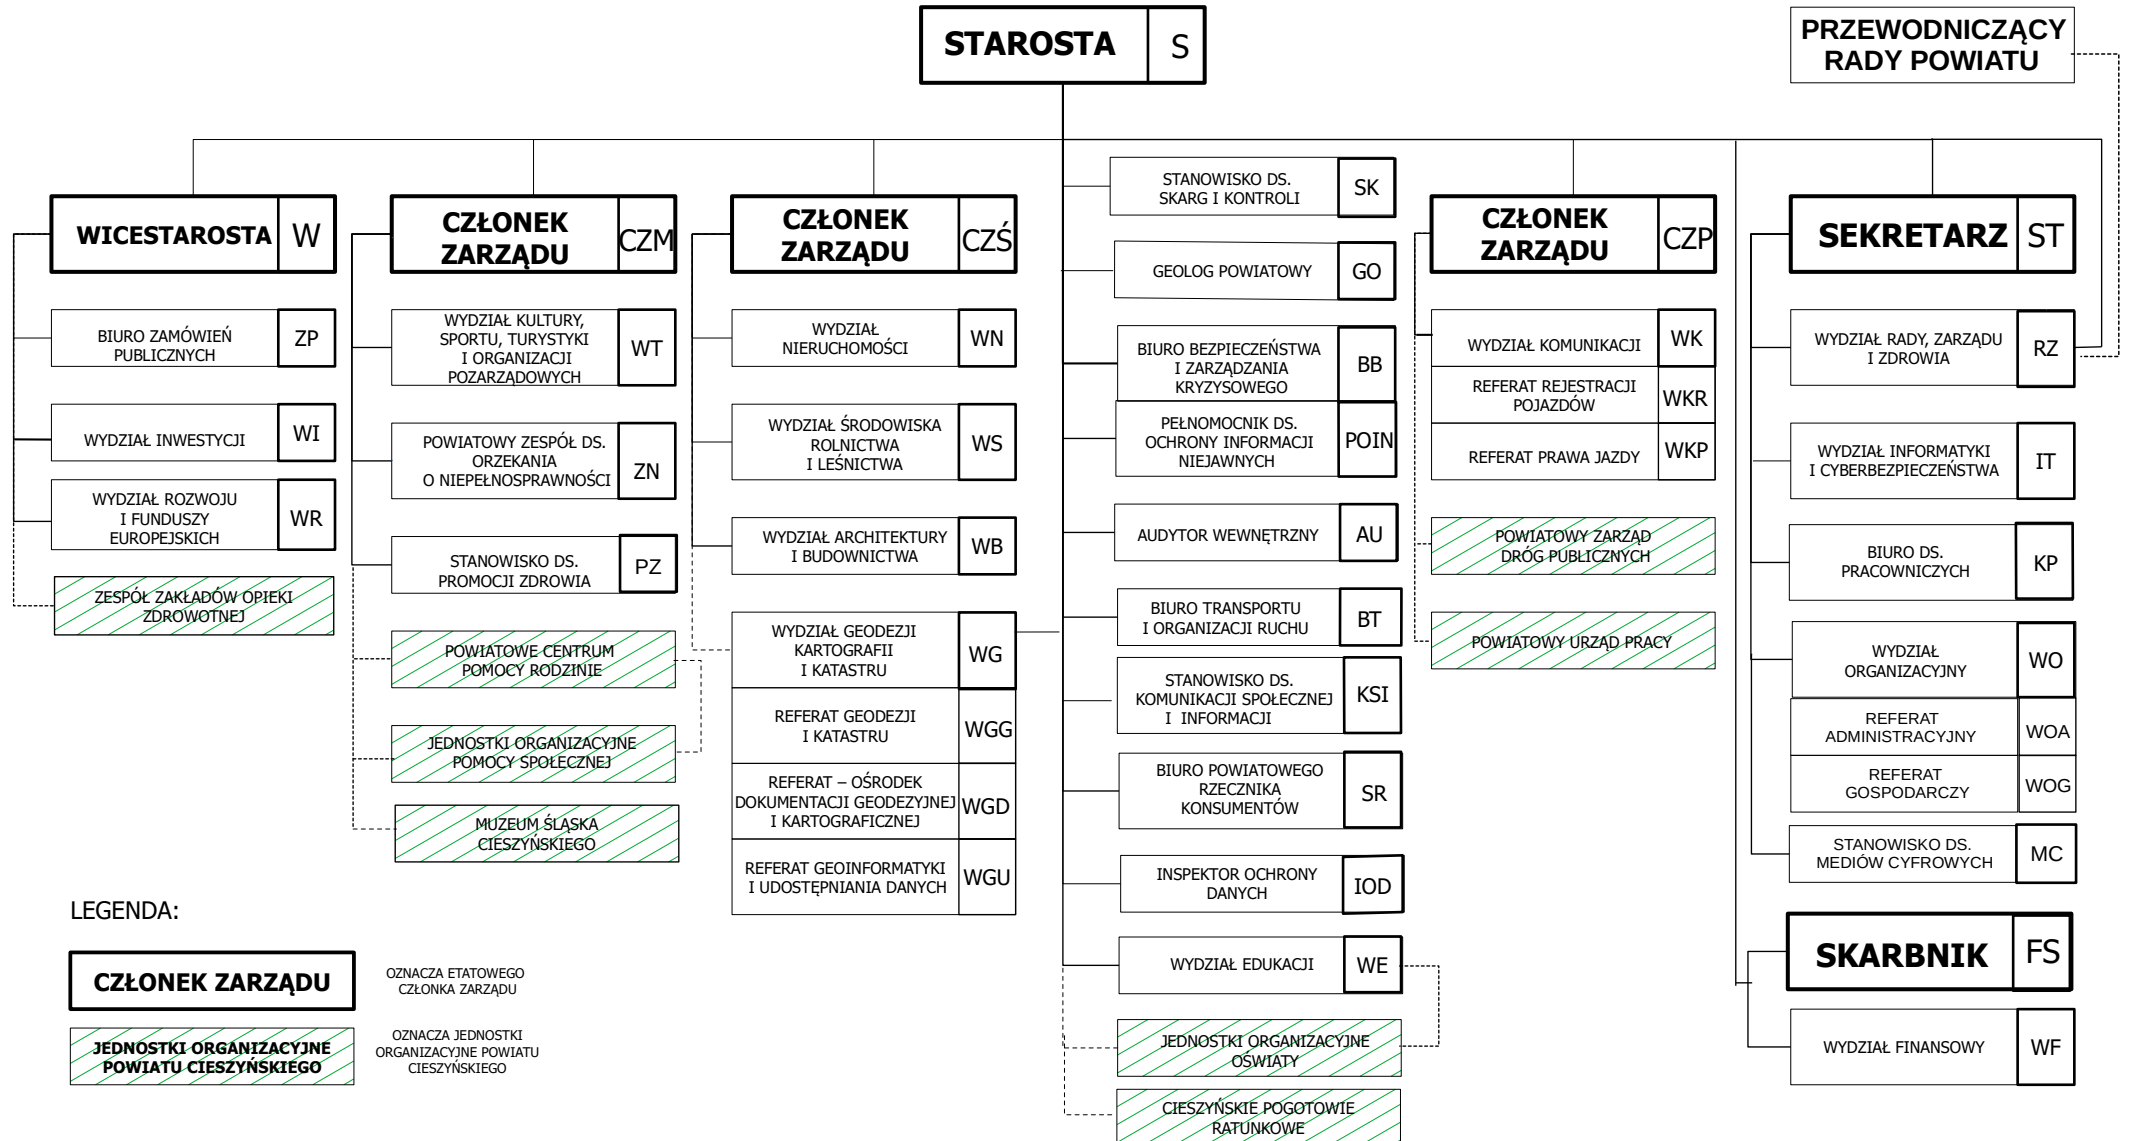 STAROSTA
S
PRZEWODNICZĄCY
RADY POWIATU
WICESTAROSTA
W
BIURO ZAMÓWIEŃ
PUBLICZNYCH
ZP
WYDZIAŁ INWESTYCJI
WI
WYDZIAŁ ROZWOJU
I FUNDUSZY
EUROPEJSKICH
WR
ZESPÓŁ ZAKŁADÓW OPIEKI
ZDROWOTNEJ
CZŁONEK
ZARZĄDU
CZM
WYDZIAŁ KULTURY,
SPORTU, TURYSTYKI
I ORGANIZACJI
POZARZĄDOWYCH
WT
POWIATOWY ZESPÓŁ DS.
ORZEKANIA
O NIEPEŁNOSPRAWNOŚCI
ZN
STANOWISKO DS.
PROMOCJI ZDROWIA
PZ
POWIATOWE CENTRUM
POMOCY RODZINIE
JEDNOSTKI ORGANIZACYJNE
POMOCY SPOŁECZNEJ
MUZEUM ŚLĄSKA
CIESZYŃSKIEGO
CZŁONEK
ZARZĄDU
CZŚ
WYDZIAŁ
NIERUCHOMOŚCI
WN
WYDZIAŁ ŚRODOWISKA
ROLNICTWA
I LEŚNICTWA
WS
WYDZIAŁ ARCHITEKTURY
I BUDOWNICTWA
WB
WYDZIAŁ GEODEZJI
KARTOGRAFII
I KATASTRU
WG
REFERAT GEODEZJI
I KATASTRU
WGG
REFERAT – OŚRODEK
DOKUMENTACJI GEODEZYJNEJ
I KARTOGRAFICZNEJ
WGD
REFERAT GEOINFORMATYKI
I UDOSTĘPNIANIA DANYCH
WGU
STANOWISKO DS.
SKARG I KONTROLI
SK
GEOLOG POWIATOWY
GO
BIURO BEZPIECZEŃSTWA
I ZARZĄDZANIA
KRYZYSOWEGO
BB
PEŁNOMOCNIK DS.
OCHRONY INFORMACJI
NIEJAWNYCH
POIN
AUDYTOR WEWNĘTRZNY
AU
BIURO TRANSPORTU
I ORGANIZACJI RUCHU
BT
STANOWISKO DS.
KOMUNIKACJI SPOŁECZNEJ
I INFORMACJI
KSI
BIURO POWIATOWEGO
RZECZNIKA
KONSUMENTÓW
SR
INSPEKTOR OCHRONY
DANYCH
IOD
WYDZIAŁ EDUKACJI
WE
JEDNOSTKI ORGANIZACYJNE
OŚWIATY
CIESZYŃSKIE POGOTOWIE
RATUNKOWE
CZŁONEK
ZARZĄDU
CZP
WYDZIAŁ KOMUNIKACJI
WK
REFERAT REJESTRACJI
POJAZDÓW
WKR
REFERAT PRAWA JAZDY
WKP
POWIATOWY ZARZĄD
DRÓG PUBLICZNYCH
POWIATOWY URZĄD PRACY
SEKRETARZ
ST
WYDZIAŁ RADY, ZARZĄDU
I ZDROWIA
RZ
WYDZIAŁ INFORMATYKI
I CYBERBEZPIECZEŃSTWA
IT
BIURO DS.
PRACOWNICZYCH
KP
WYDZIAŁ
ORGANIZACYJNY
WO
REFERAT
ADMINISTRACYJNY
WOA
REFERAT
GOSPODARCZY
WOG
STANOWISKO DS.
MEDIÓW CYFROWYCH
MC
SKARBNIK
FS
WYDZIAŁ FINANSOWY
WF
LEGENDA:
CZŁONEK ZARZĄDU
OZNACZA ETATOWEGO
CZŁONKA ZARZĄDU
JEDNOSTKI ORGANIZACYJNE
POWIATU CIESZYŃSKIEGO
OZNACZA JEDNOSTKI
ORGANIZACYJNE POWIATU
CIESZYŃSKIEGO